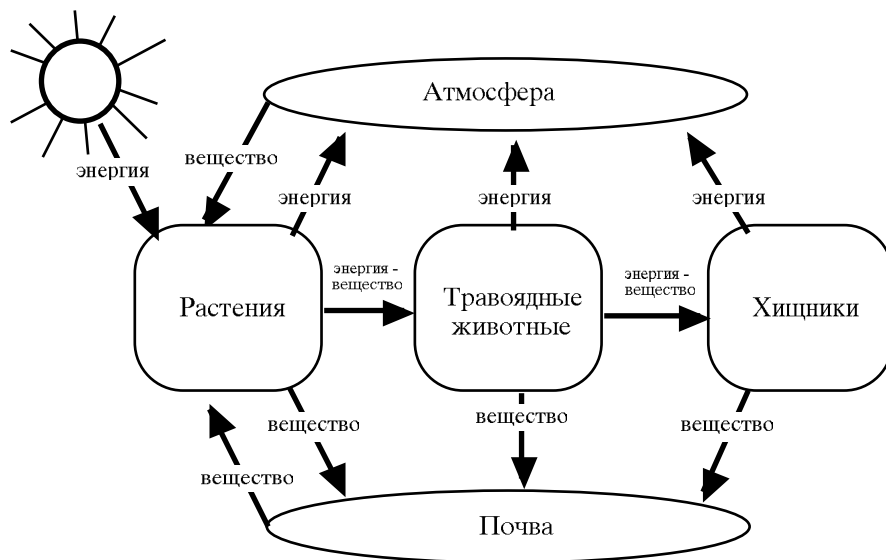 Атмосфера
вещество
энергия
энергия
энергия
энергия
энергия -
вещество
энергия -
вещество
Растения
Травоядные
животные
Хищники
вещество
вещество
вещество
вещество
Почва